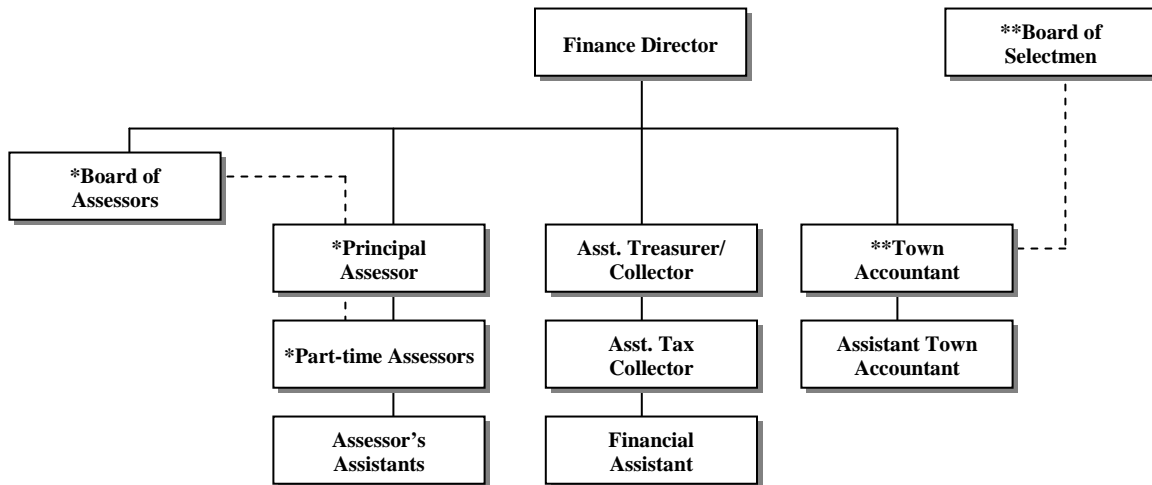 Finance Director
**Board of
Selectmen
*Board of
Assessors
*Principal
Assessor
Asst. Treasurer/
Collector
**Town
Accountant
*Part-time Assessors
Asst. Tax
Collector
Assistant Town
Accountant
Assessor’s
Assistants
Financial
Assistant